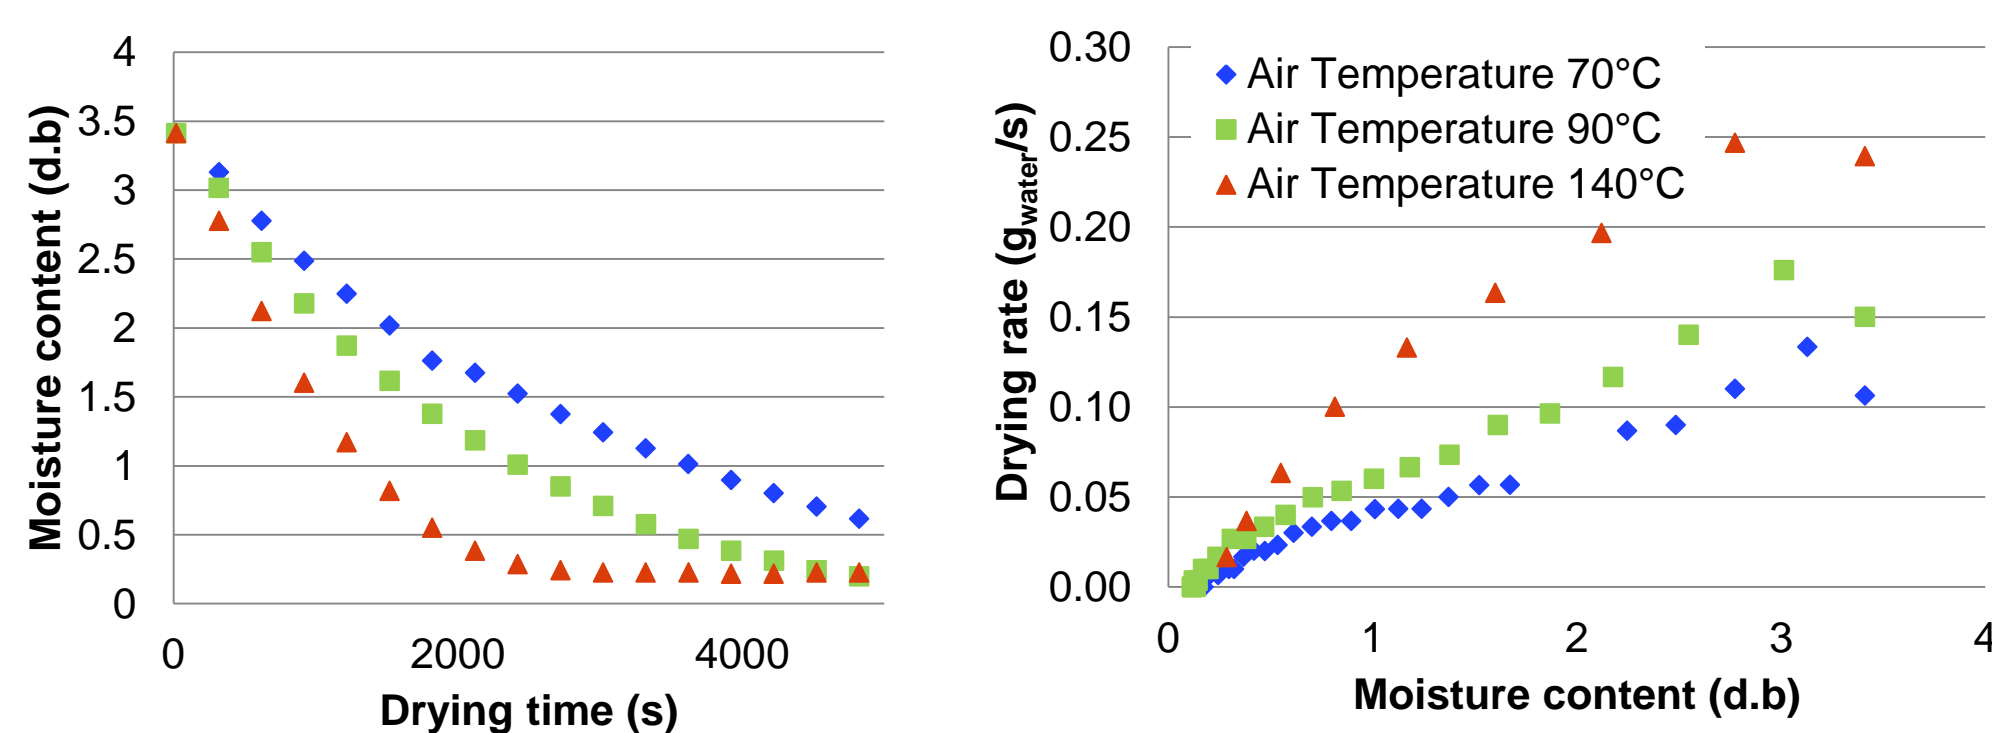 4
3.5
3
2.5
2
1.5
1
0.5
0
0 2000 4000
Moisture content (d.b)
Drying time (s)
0.30
0.25
0.20
0.15
0.10
0.05
0.00
0 1 2 3 4
Drying rate (gwater/s)
Moisture content (d.b)
Air Temperature 70°C
Air Temperature 90°C
Air Temperature 140°C